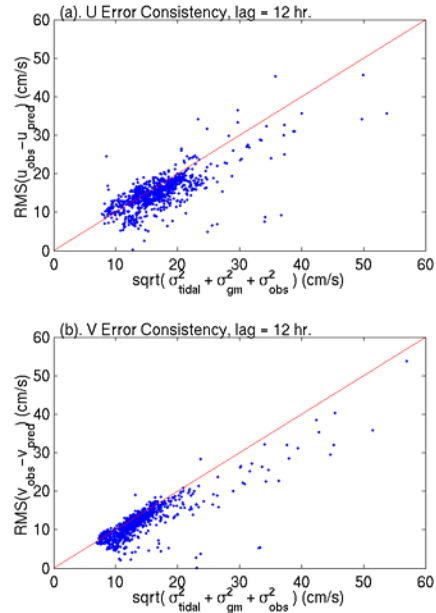 (a). U Error Consistency, lag = 12 hr.
60
50
40
30
20
10
0
RMS(u_obs−u_pred) (cm/s)
0 10 20 30 40 50 60
sqrt( σ²_tidal + σ²_gm + σ²_obs ) (cm/s)
(b). V Error Consistency, lag = 12 hr.
60
50
40
30
20
10
0
RMS(v_obs−v_pred) (cm/s)
0 10 20 30 40 50 60
sqrt( σ²_tidal + σ²_gm + σ²_obs ) (cm/s)